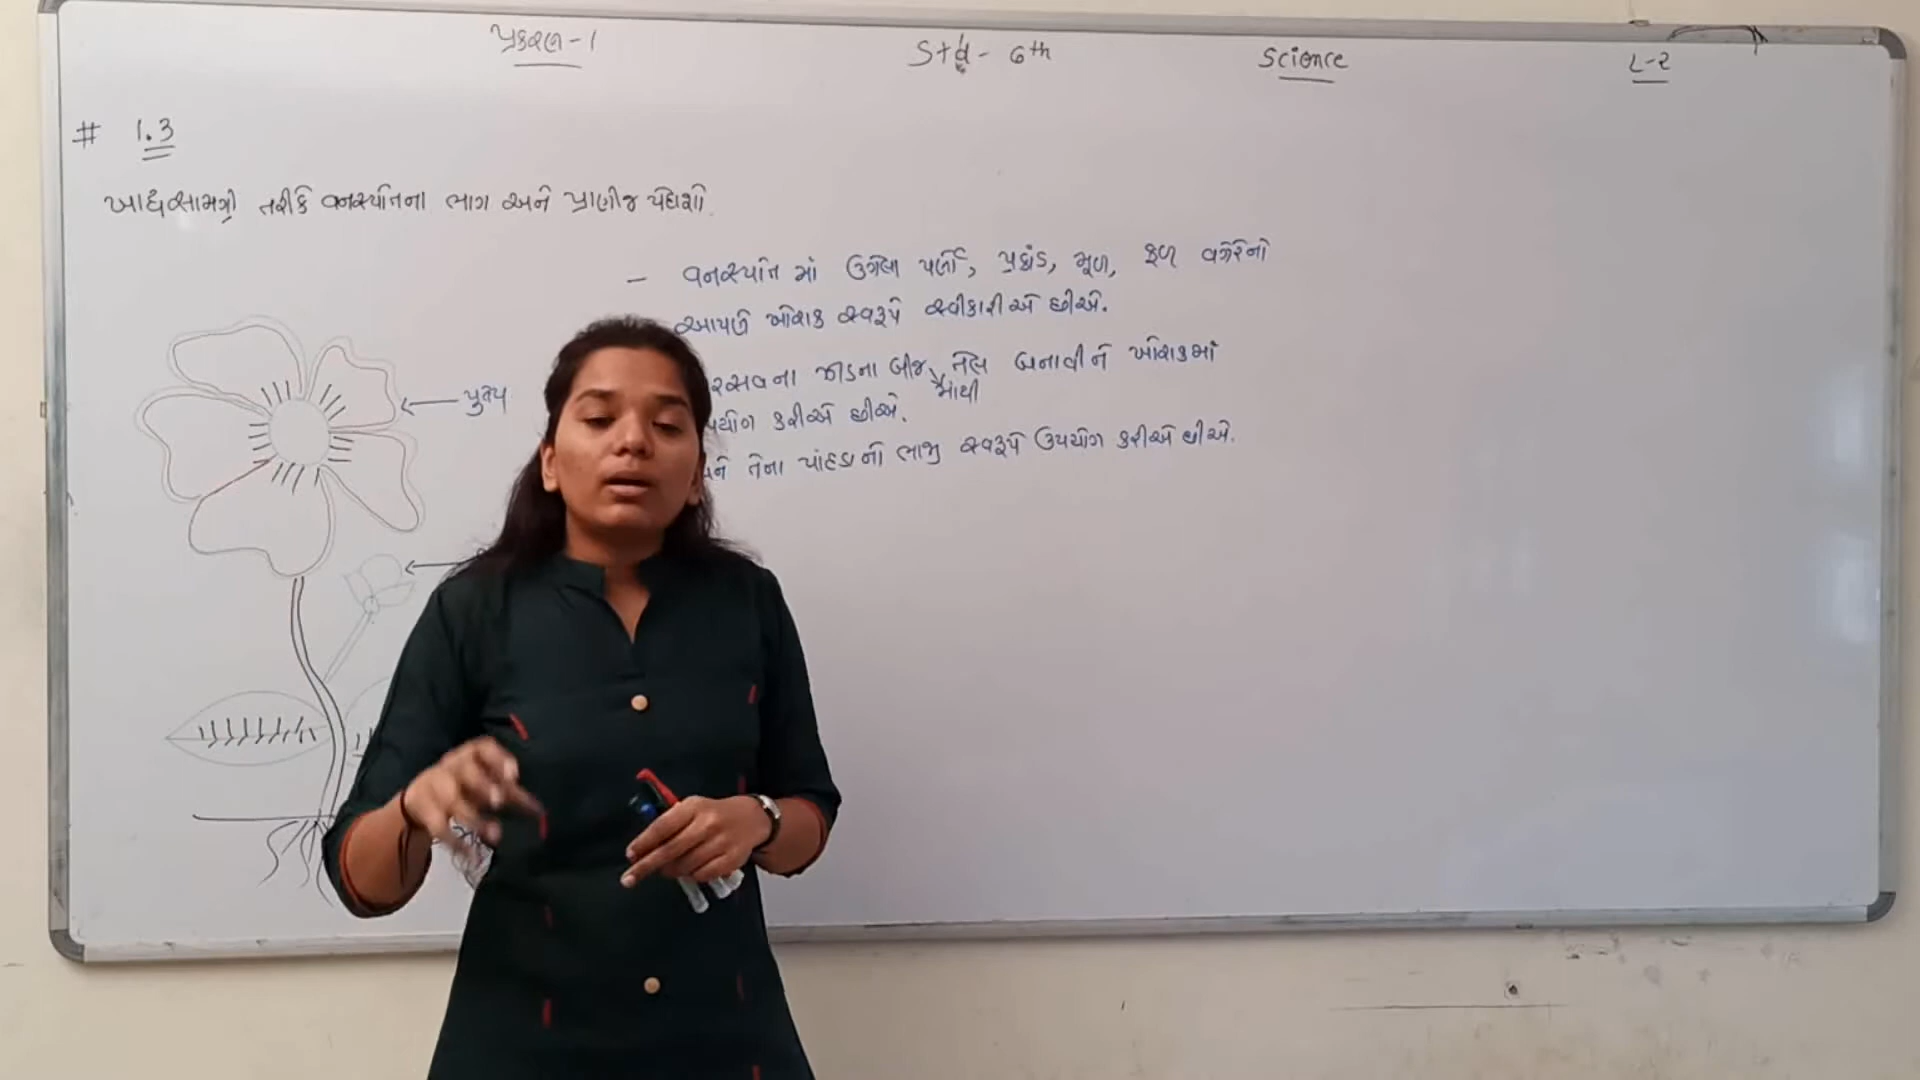 પ્રકરણ-1
Std - 6th
Science
L-2
# 1.3
ખાદ્યસામગ્રી તરીકે વનસ્પતિના ભાગ અને પ્રાણીજ પેદાશો.
- વનસ્પતિ માં ઉગેલા પર્ણો, પ્રકાંડ, મૂળ, ફળ વગેરેનો
આપણે ખોરાક સ્વરૂપે સ્વીકારીએ છીએ.
રસવના ઝાડના બીજ તેલ બનાવીને ખોરાકમાં
માંથી
કરીએ છીએ.
તેના પાંદડાનો ભાજી સ્વરૂપે ઉપયોગ કરીએ છીએ.
પુષ્પ